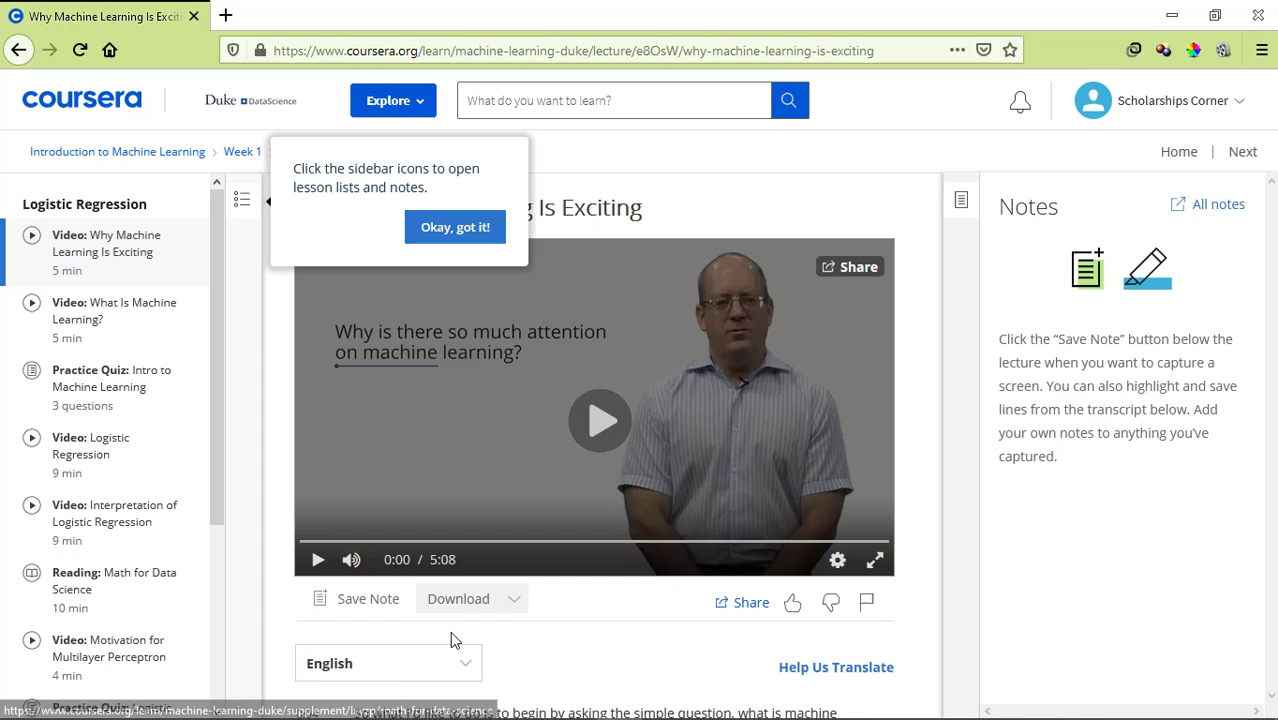 Why Machine Learning Is Exciti
https://www.coursera.org/learn/machine-learning-duke/lecture/e8OsW/why-machine-learning-is-exciting
coursera
Duke DataScience
Explore
What do you want to learn?
Scholarships Corner
Introduction to Machine Learning > Week 1
Home
Next
Click the sidebar icons to open
lesson lists and notes.
Okay, got it!
Logistic Regression
Video: Why Machine
Learning Is Exciting
5 min
Video: What Is Machine
Learning?
5 min
Practice Quiz: Intro to
Machine Learning
3 questions
Video: Logistic
Regression
9 min
Video: Interpretation of
Logistic Regression
9 min
Reading: Math for Data
Science
10 min
Video: Motivation for
Multilayer Perceptron
4 min
Is Exciting
Share
Why is there so much attention
on machine learning?
0:00 / 5:08
Save Note
Download
Share
English
Help Us Translate
to begin by asking the simple question, what is machine
Notes
All notes
Click the “Save Note” button below the
lecture when you want to capture a
screen. You can also highlight and save
lines from the transcript below. Add
your own notes to anything you’ve
captured.